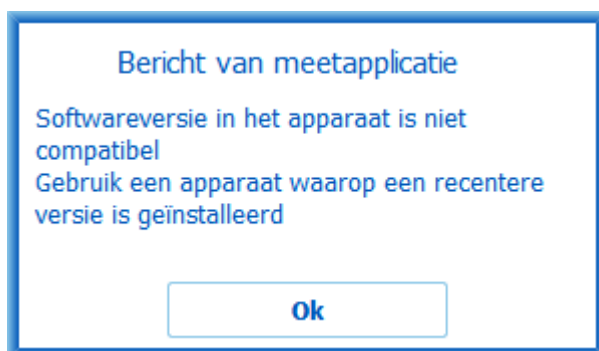 Bericht van meetapplicatie
Softwareversie in het apparaat is niet
compatibel
Gebruik een apparaat waarop een recentere
versie is geïnstalleerd
Ok